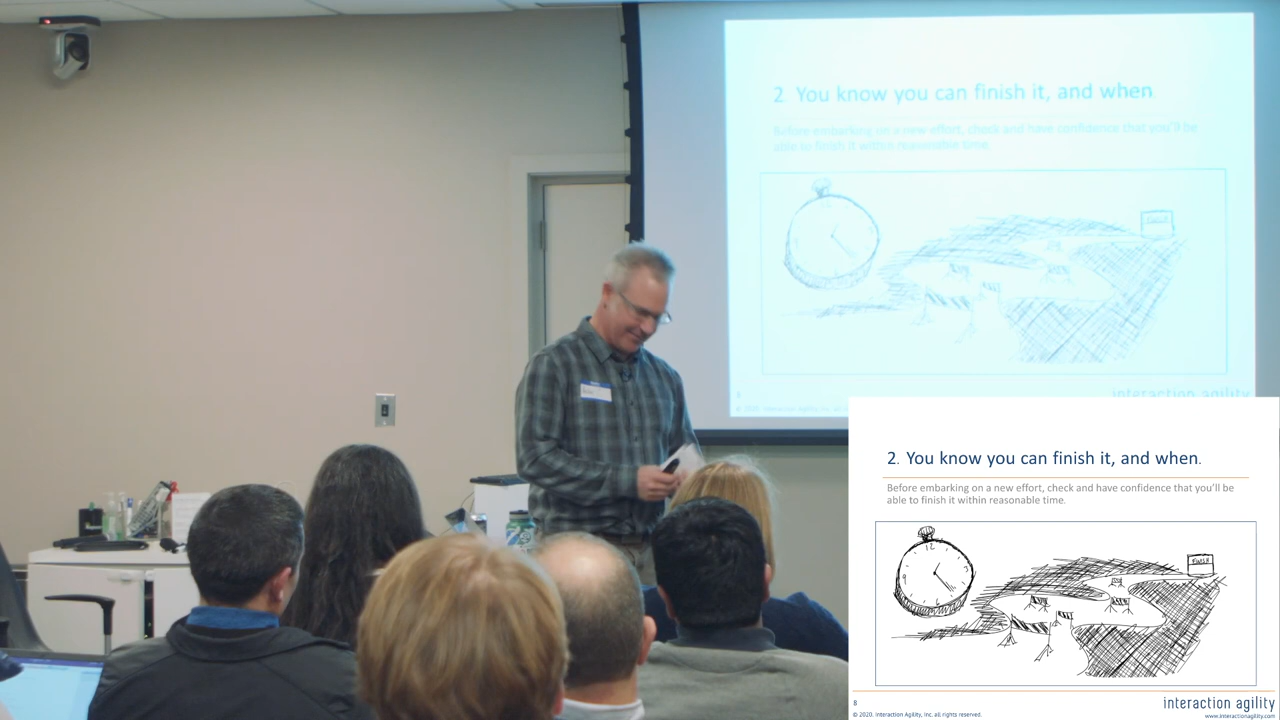 2. You know you can finish it, and when.
Before embarking on a new effort, check and have confidence that you'll be
able to finish it within reasonable time.
interaction agility
2. You know you can finish it, and when.
Before embarking on a new effort, check and have confidence that you'll be
able to finish it within reasonable time.
12
FINISH
8
interaction agility
© 2020. Interaction Agility, Inc. all rights reserved.
www.interactionagility.com